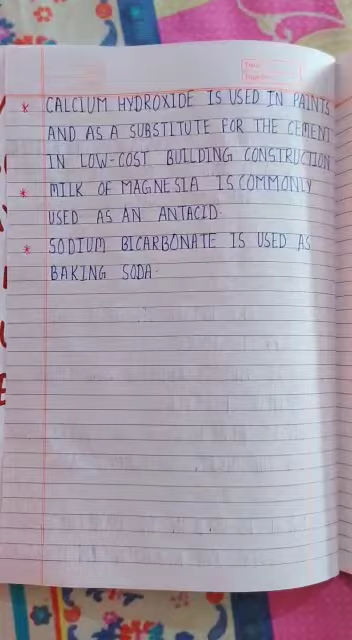 * CALCIUM HYDROXIDE IS USED IN PAINTS
AND AS A SUBSTITUTE FOR THE CEMENT
IN LOW-COST BUILDING CONSTRUCTION
* MILK OF MAGNESIA IS COMMONLY
USED AS AN ANTACID.
* SODIUM BICARBONATE IS USED AS
BAKING SODA.